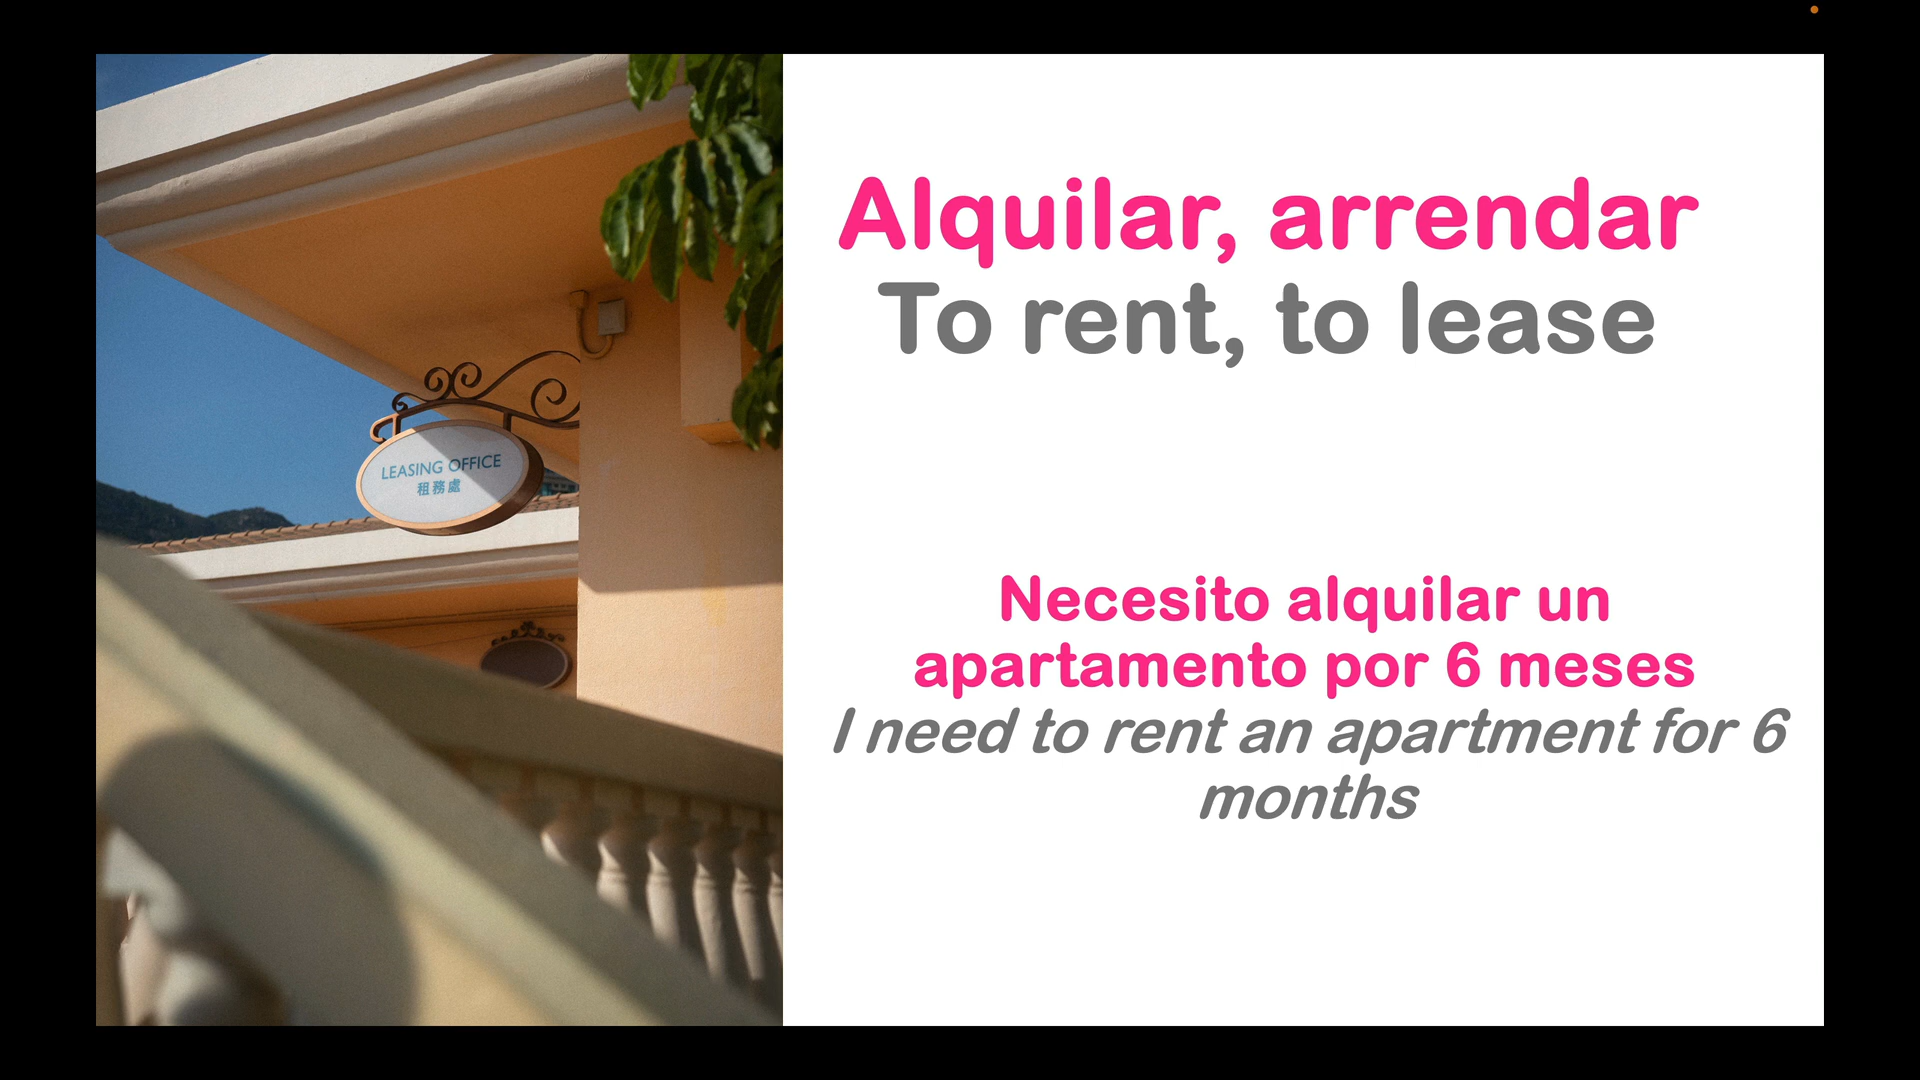 LEASING OFFICE
租務處
Alquilar, arrendar
To rent, to lease
Necesito alquilar un
apartamento por 6 meses
I need to rent an apartment for 6
months